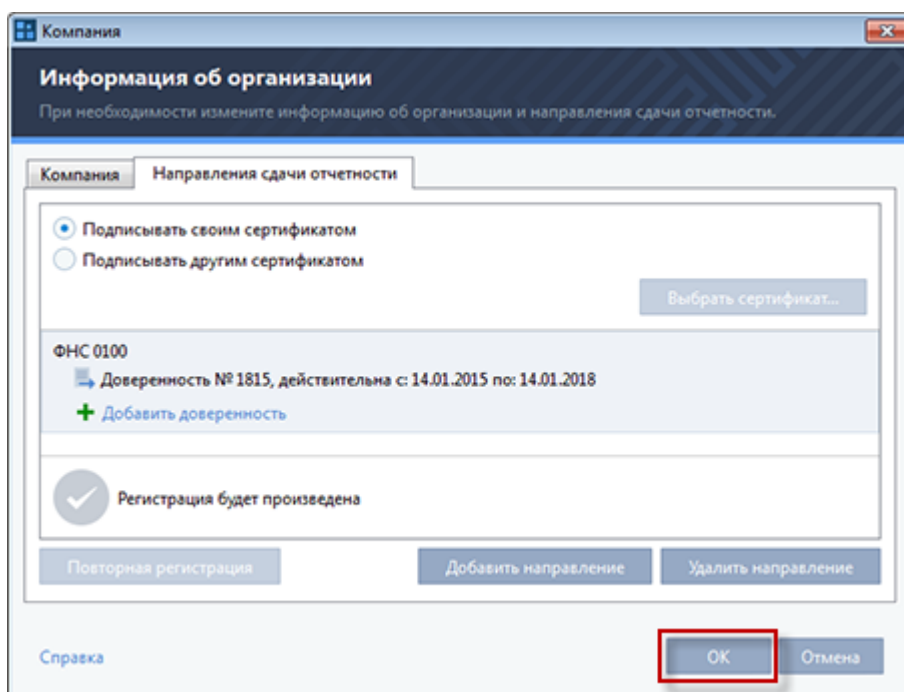 Компания
Информация об организации
При необходимости измените информацию об организации и направления сдачи отчетности.
Компания Направления сдачи отчетности
Подписывать своим сертификатом
Подписывать другим сертификатом
Выбрать сертификат...
ФНС 0100
Доверенность № 1815, действительна с: 14.01.2015 по: 14.01.2018
Добавить доверенность
Регистрация будет произведена
Повторная регистрация Добавить направление Удалить направление
Справка OK Отмена